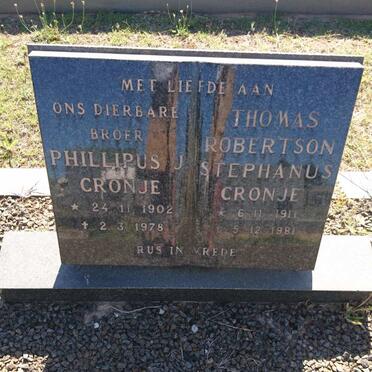 MET LIEFDE AAN
ONS DIERBARE
BROER
PHILLIPUS J
CRONJE
* 24.11.1902
✝ 2.3.1978
THOMAS
ROBERTSON
STEPHANUS
CRONJE
* 6.11.1911
5.12.1981
RUS IN VREDE